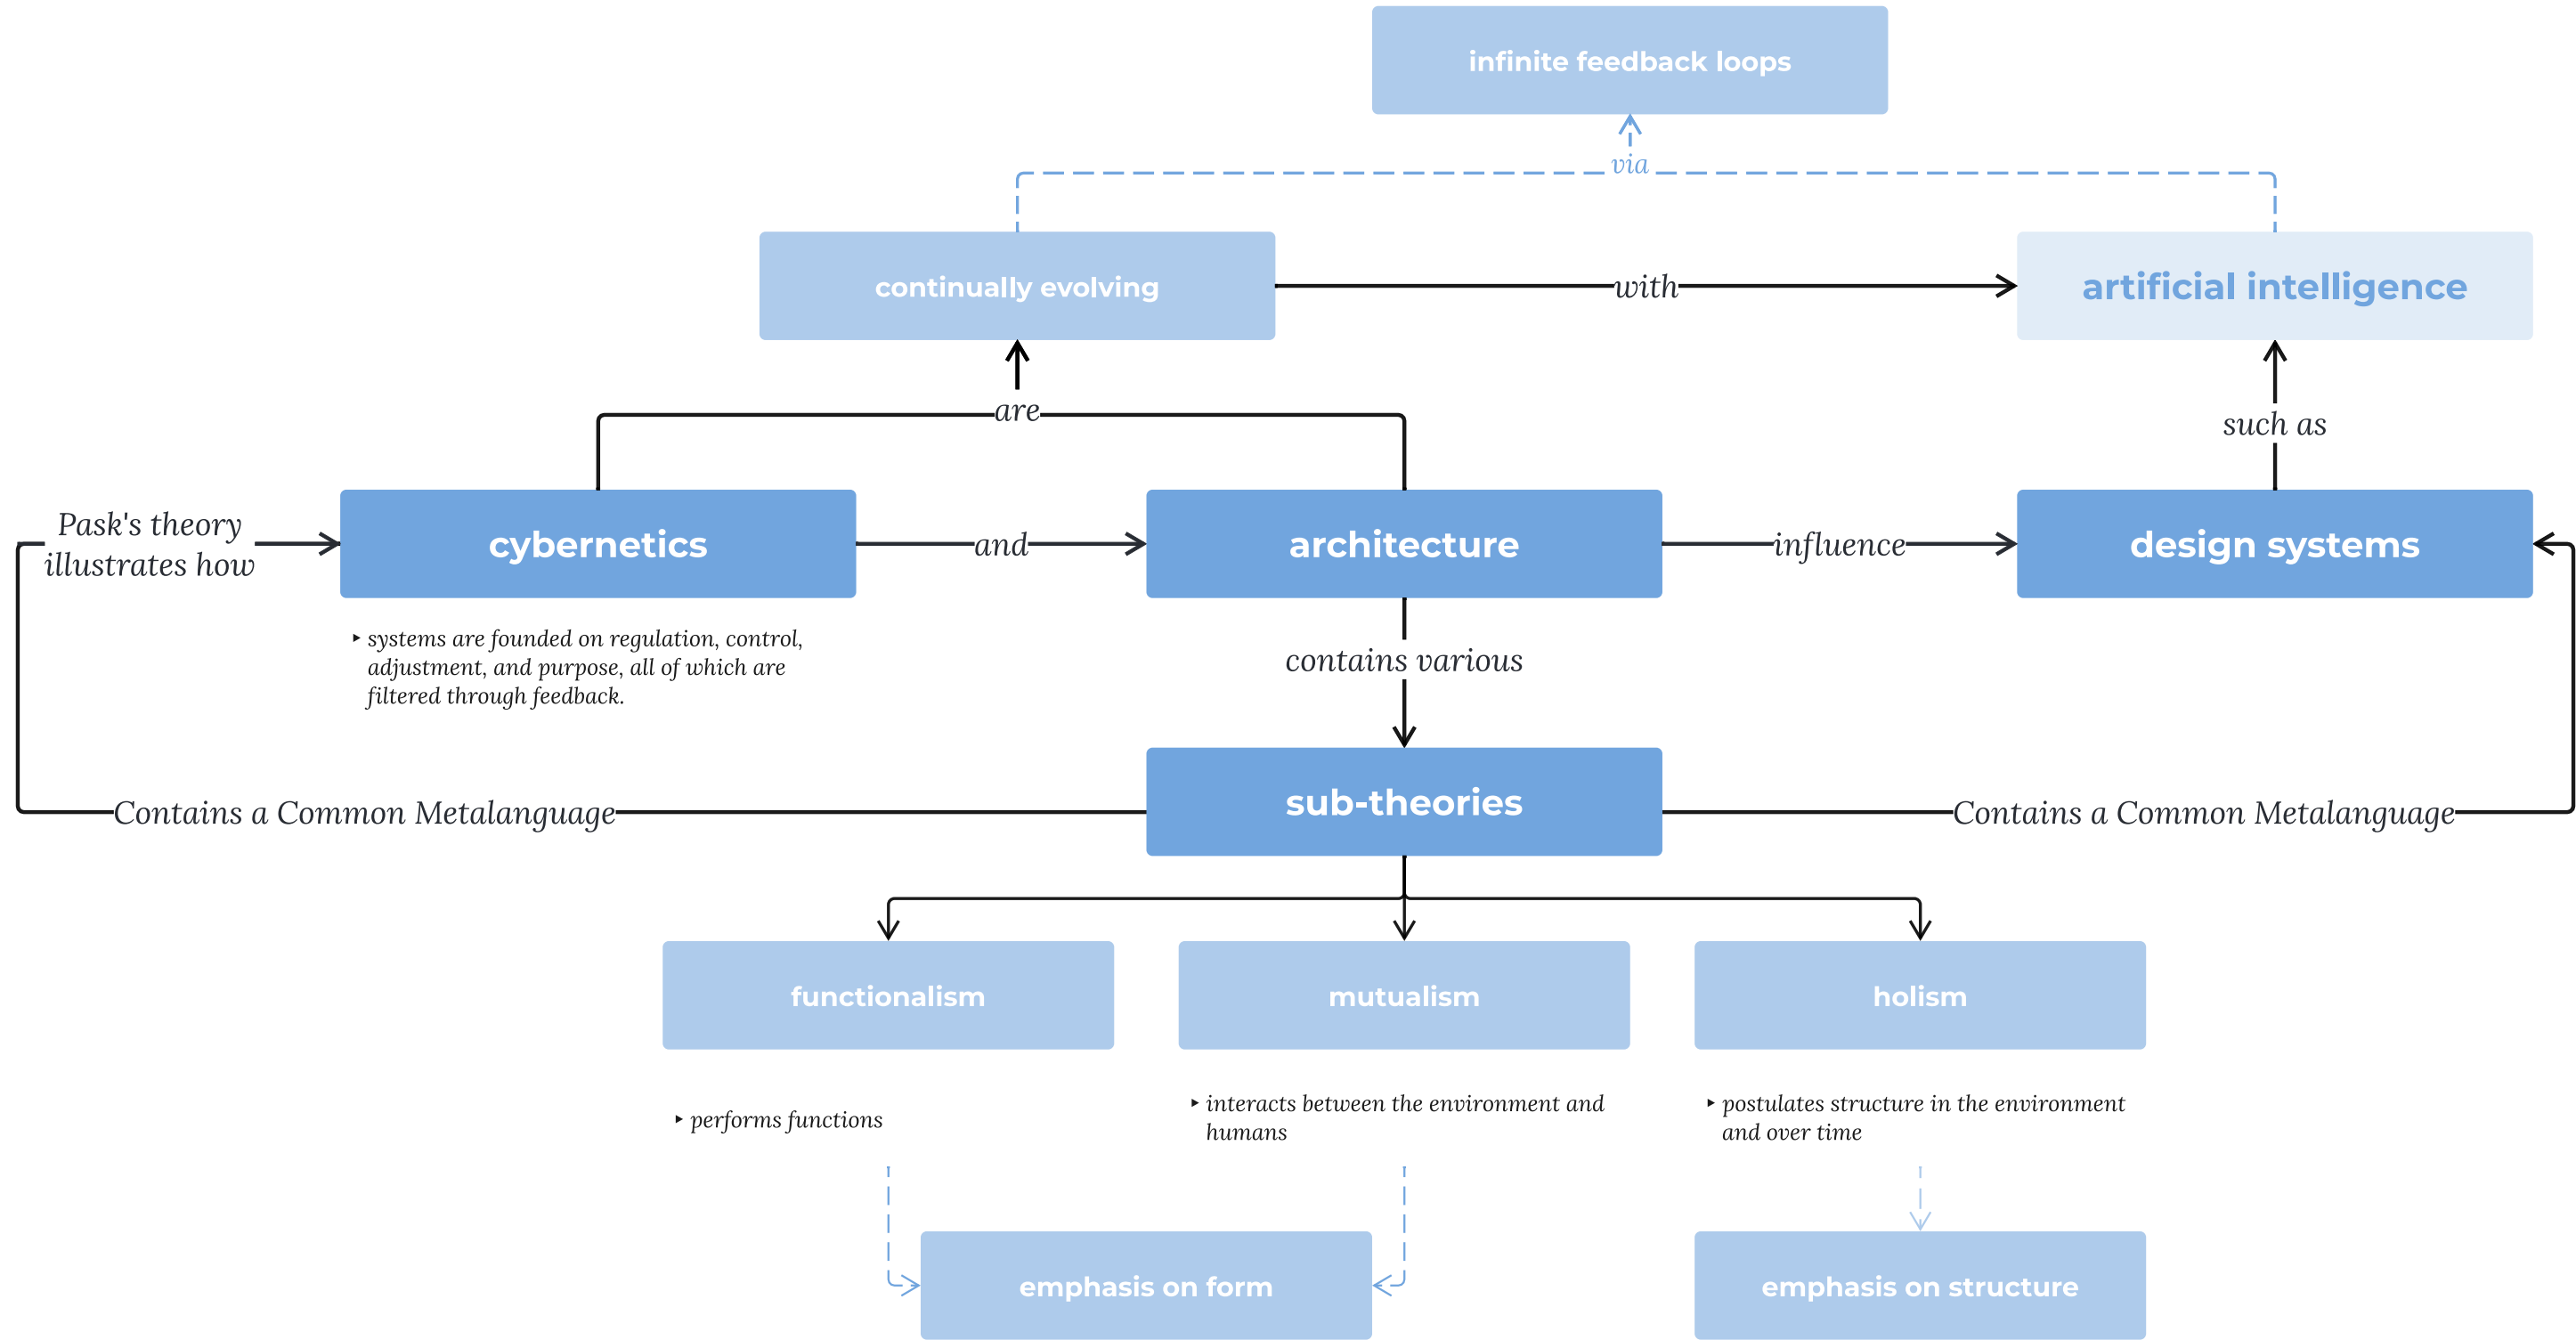 infinite feedback loops
via
continually evolving
with
artificial intelligence
are
such as
Pask's theory
illustrates how
cybernetics
and
architecture
influence
design systems
‣ systems are founded on regulation, control,
adjustment, and purpose, all of which are
filtered through feedback.
contains various
Contains a Common Metalanguage
sub-theories
Contains a Common Metalanguage
functionalism
mutualism
holism
‣ performs functions
‣ interacts between the environment and
humans
‣ postulates structure in the environment
and over time
emphasis on form
emphasis on structure